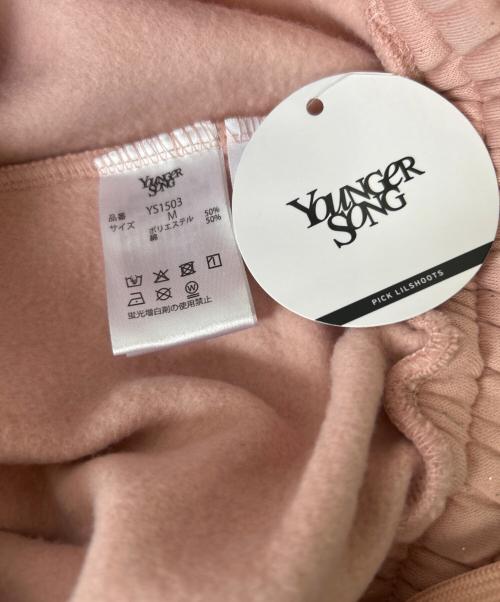 YOUNGER
SONG
品番 YS1503
サイズ M
ポリエステル 50%
綿 50%
蛍光増白剤の使用禁止
YOUNGER
SONG
PICK LILSHOOTS